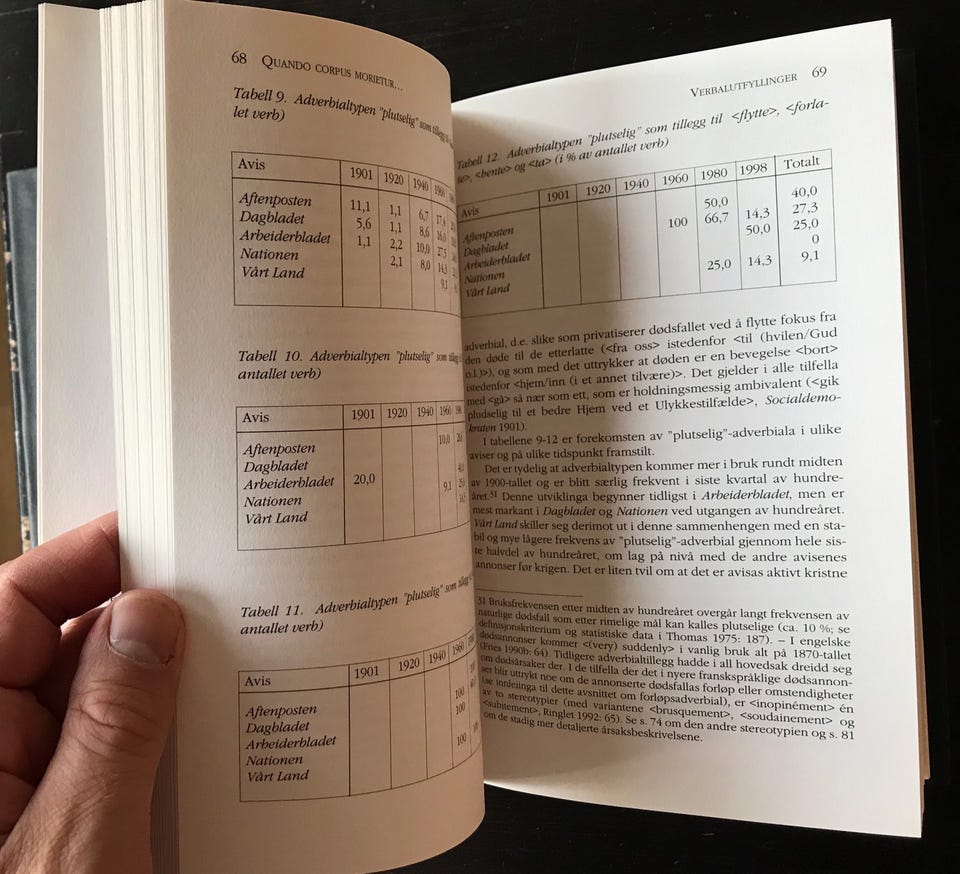 68 QUANDO CORPUS MORIETUR...
Tabell 9. Adverbialtypen "plutselig" som tillegg
let verb)
Avis 1901 1920 1940 1960
Aftenposten 11,1 1,1 6,7 17,4
Dagbladet 5,6 1,1 8,6 16,0
Arbeiderbladet 1,1 2,2 10,0 27,5
Nationen 2,1 8,0 14,3
Vårt Land 9,1
Tabell 10. Adverbialtypen "plutselig" som
antallet verb)
Avis 1901 1920 1940 1960
Aftenposten 10,0
Dagbladet
Arbeiderbladet 20,0 9,1
Nationen
Vårt Land
Tabell 11. Adverbialtypen "plutselig" som tillegg
antallet verb)
Avis 1901 1920 1940 1960
Aftenposten 100
Dagbladet 100
Arbeiderbladet
Nationen 100
Vårt Land
VERBALUTFYLLINGER 69
Tabell 12. Adverbialtypen "plutselig" som tillegg til <flytte>, <forla-
te>, <hente> og <ta> (i % av antallet verb)
Avis 1901 1920 1940 1960 1980 1998 Totalt
Aftenposten 50,0 40,0
Dagbladet 100 66,7 14,3 27,3
Arbeiderbladet 50,0 25,0
Nationen 0
Vårt Land 25,0 14,3 9,1
adverbial, d.e. slike som privatiserer dødsfallet ved å flytte fokus fra
den døde til de etterlatte (<fra oss> istedenfor <til (hvilen/Gud
o.l.)>), og som med det uttrykker at døden er en bevegelse <bort>
istedenfor <hjem/inn (i et annet tilvære)>. Det gjelder i alle tilfella
med <gå> så nær som ett, som er holdningsmessig ambivalent (<gik
pludselig til et bedre Hjem ved et Ulykkestilfælde>, Socialdemo-
kraten 1901).
I tabellene 9-12 er forekomsten av "plutselig"-adverbiala i ulike
aviser og på ulike tidspunkt framstilt.
Det er tydelig at adverbialtypen kommer mer i bruk rundt midten
av 1900-tallet og er blitt særlig frekvent i siste kvartal av hundre-
året.51 Denne utviklinga begynner tidligst i Arbeiderbladet, men er
mest markant i Dagbladet og Nationen ved utgangen av hundreåret.
Vårt Land skiller seg derimot ut i denne sammenhengen med en sta-
bil og mye lågere frekvens av "plutselig"-adverbial gjennom hele sis-
te halvdel av hundreåret, om lag på nivå med de andre avisenes
annonser før krigen. Det er liten tvil om at det er avisas aktivt kristne
51 Bruksfrekvensen etter midten av hundreåret overgår langt frekvensen av
naturlige dødsfall som etter rimelige mål kan kalles plutselige (ca. 10 %; se
definisjonskriterium og statistiske data i Thomas 1975: 187). – I engelske
dødsannonser kommer <(very) suddenly> i vanlig bruk alt på 1870-tallet
(Fries 1990b: 64). Tidligere adverbialtillegg hadde i all hovedsak dreidd seg
om dødsårsaker der. I de tilfella der det i nyere franskspråklige dødsannon-
ser blir uttrykt noe om de annonserte dødsfallas forløp eller omstendigheter
(se innleiinga til dette avsnittet om forløpsadverbial), er <inopinément> én
av to stereotypier (med variantene <brusquement>, <soudainement> og
<subitement>, Ringlet 1992: 65). Se s. 74 om den andre stereotypien og s. 81
om de stadig mer detaljerte årsaksbeskrivelsene.